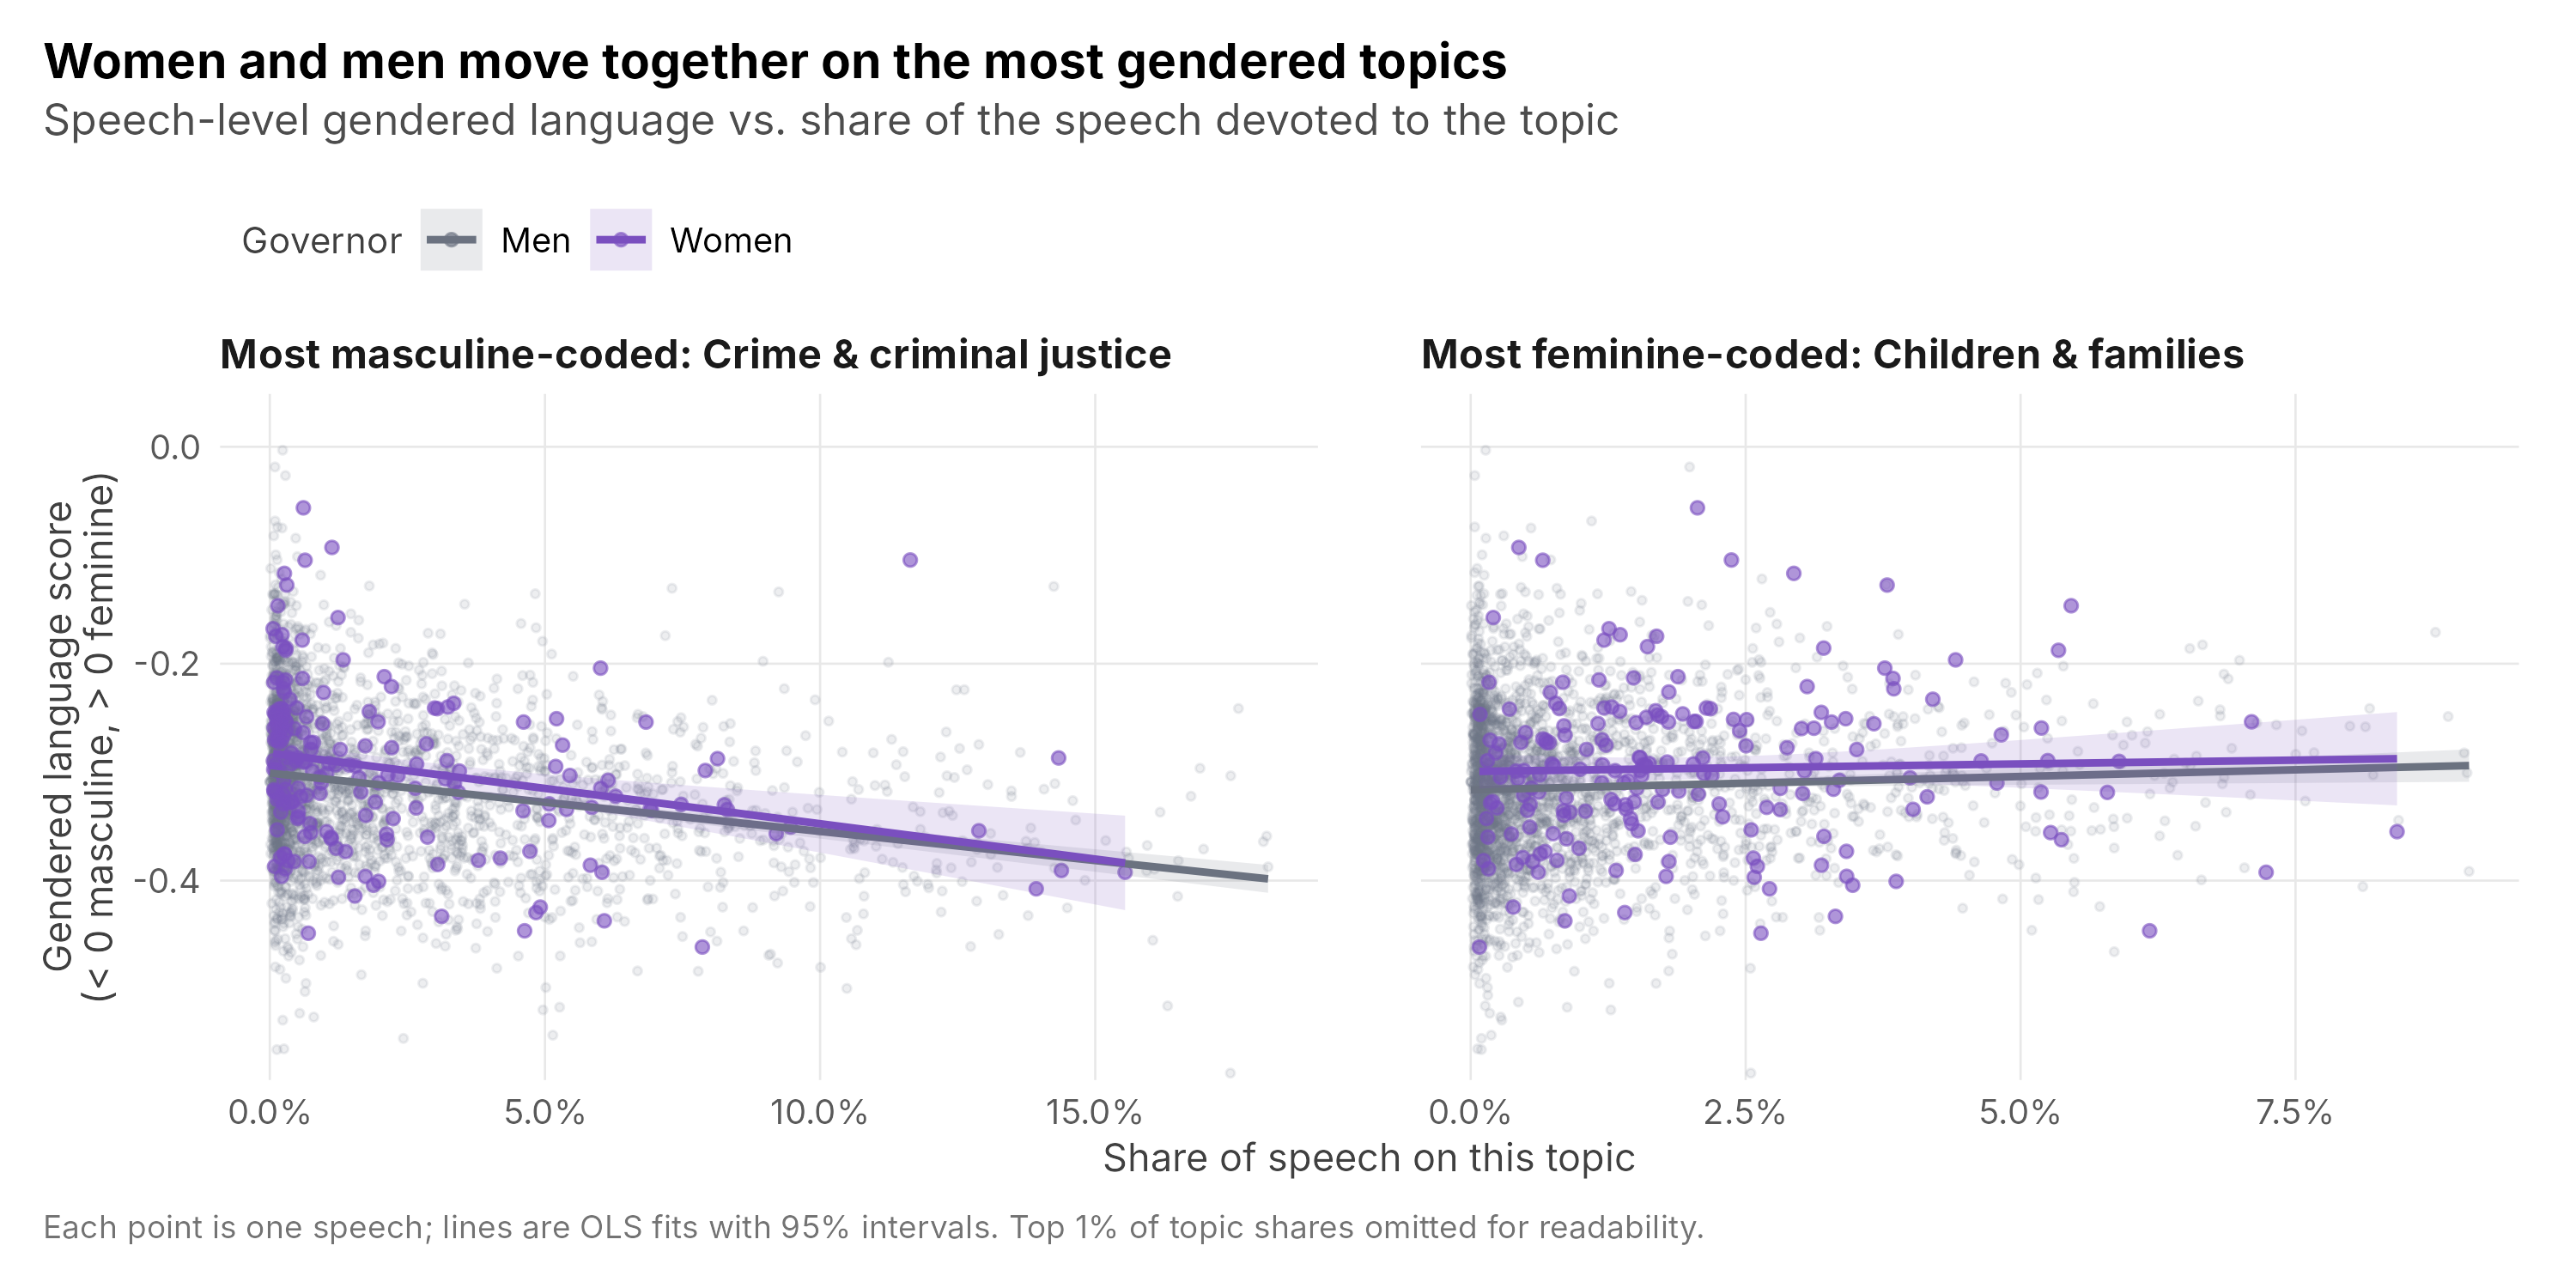 Women and men move together on the most gendered topics
Speech-level gendered language vs. share of the speech devoted to the topic
Governor Men Women
Most masculine-coded: Crime & criminal justice
Most feminine-coded: Children & families
Gendered language score
(< 0 masculine, > 0 feminine)
0.0
-0.2
-0.4
0.0% 5.0% 10.0% 15.0%
0.0% 2.5% 5.0% 7.5%
Share of speech on this topic
Each point is one speech; lines are OLS fits with 95% intervals. Top 1% of topic shares omitted for readability.